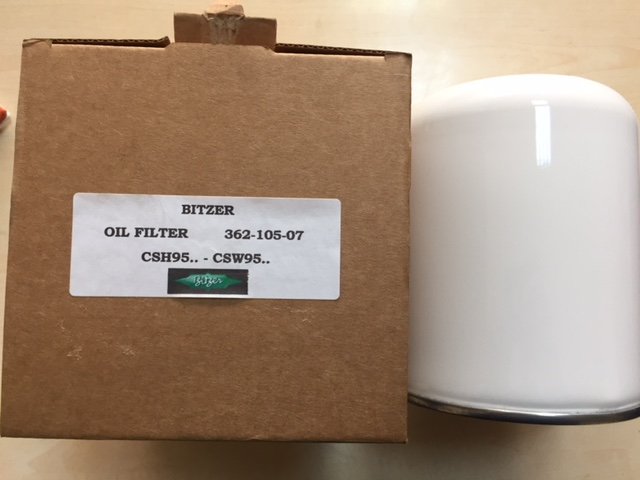 BITZER
OIL FILTER 362-105-07
CSH95.. - CSW95..
Bitzer